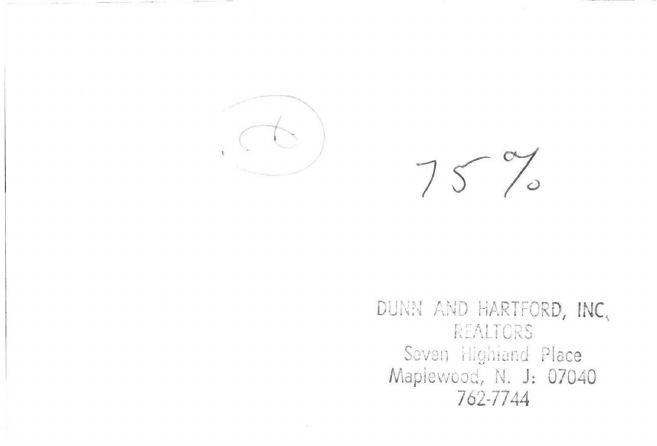 75%
DUNN AND HARTFORD, INC.
REALTORS
Seven Highland Place
Maplewood, N. J. 07040
762-7744